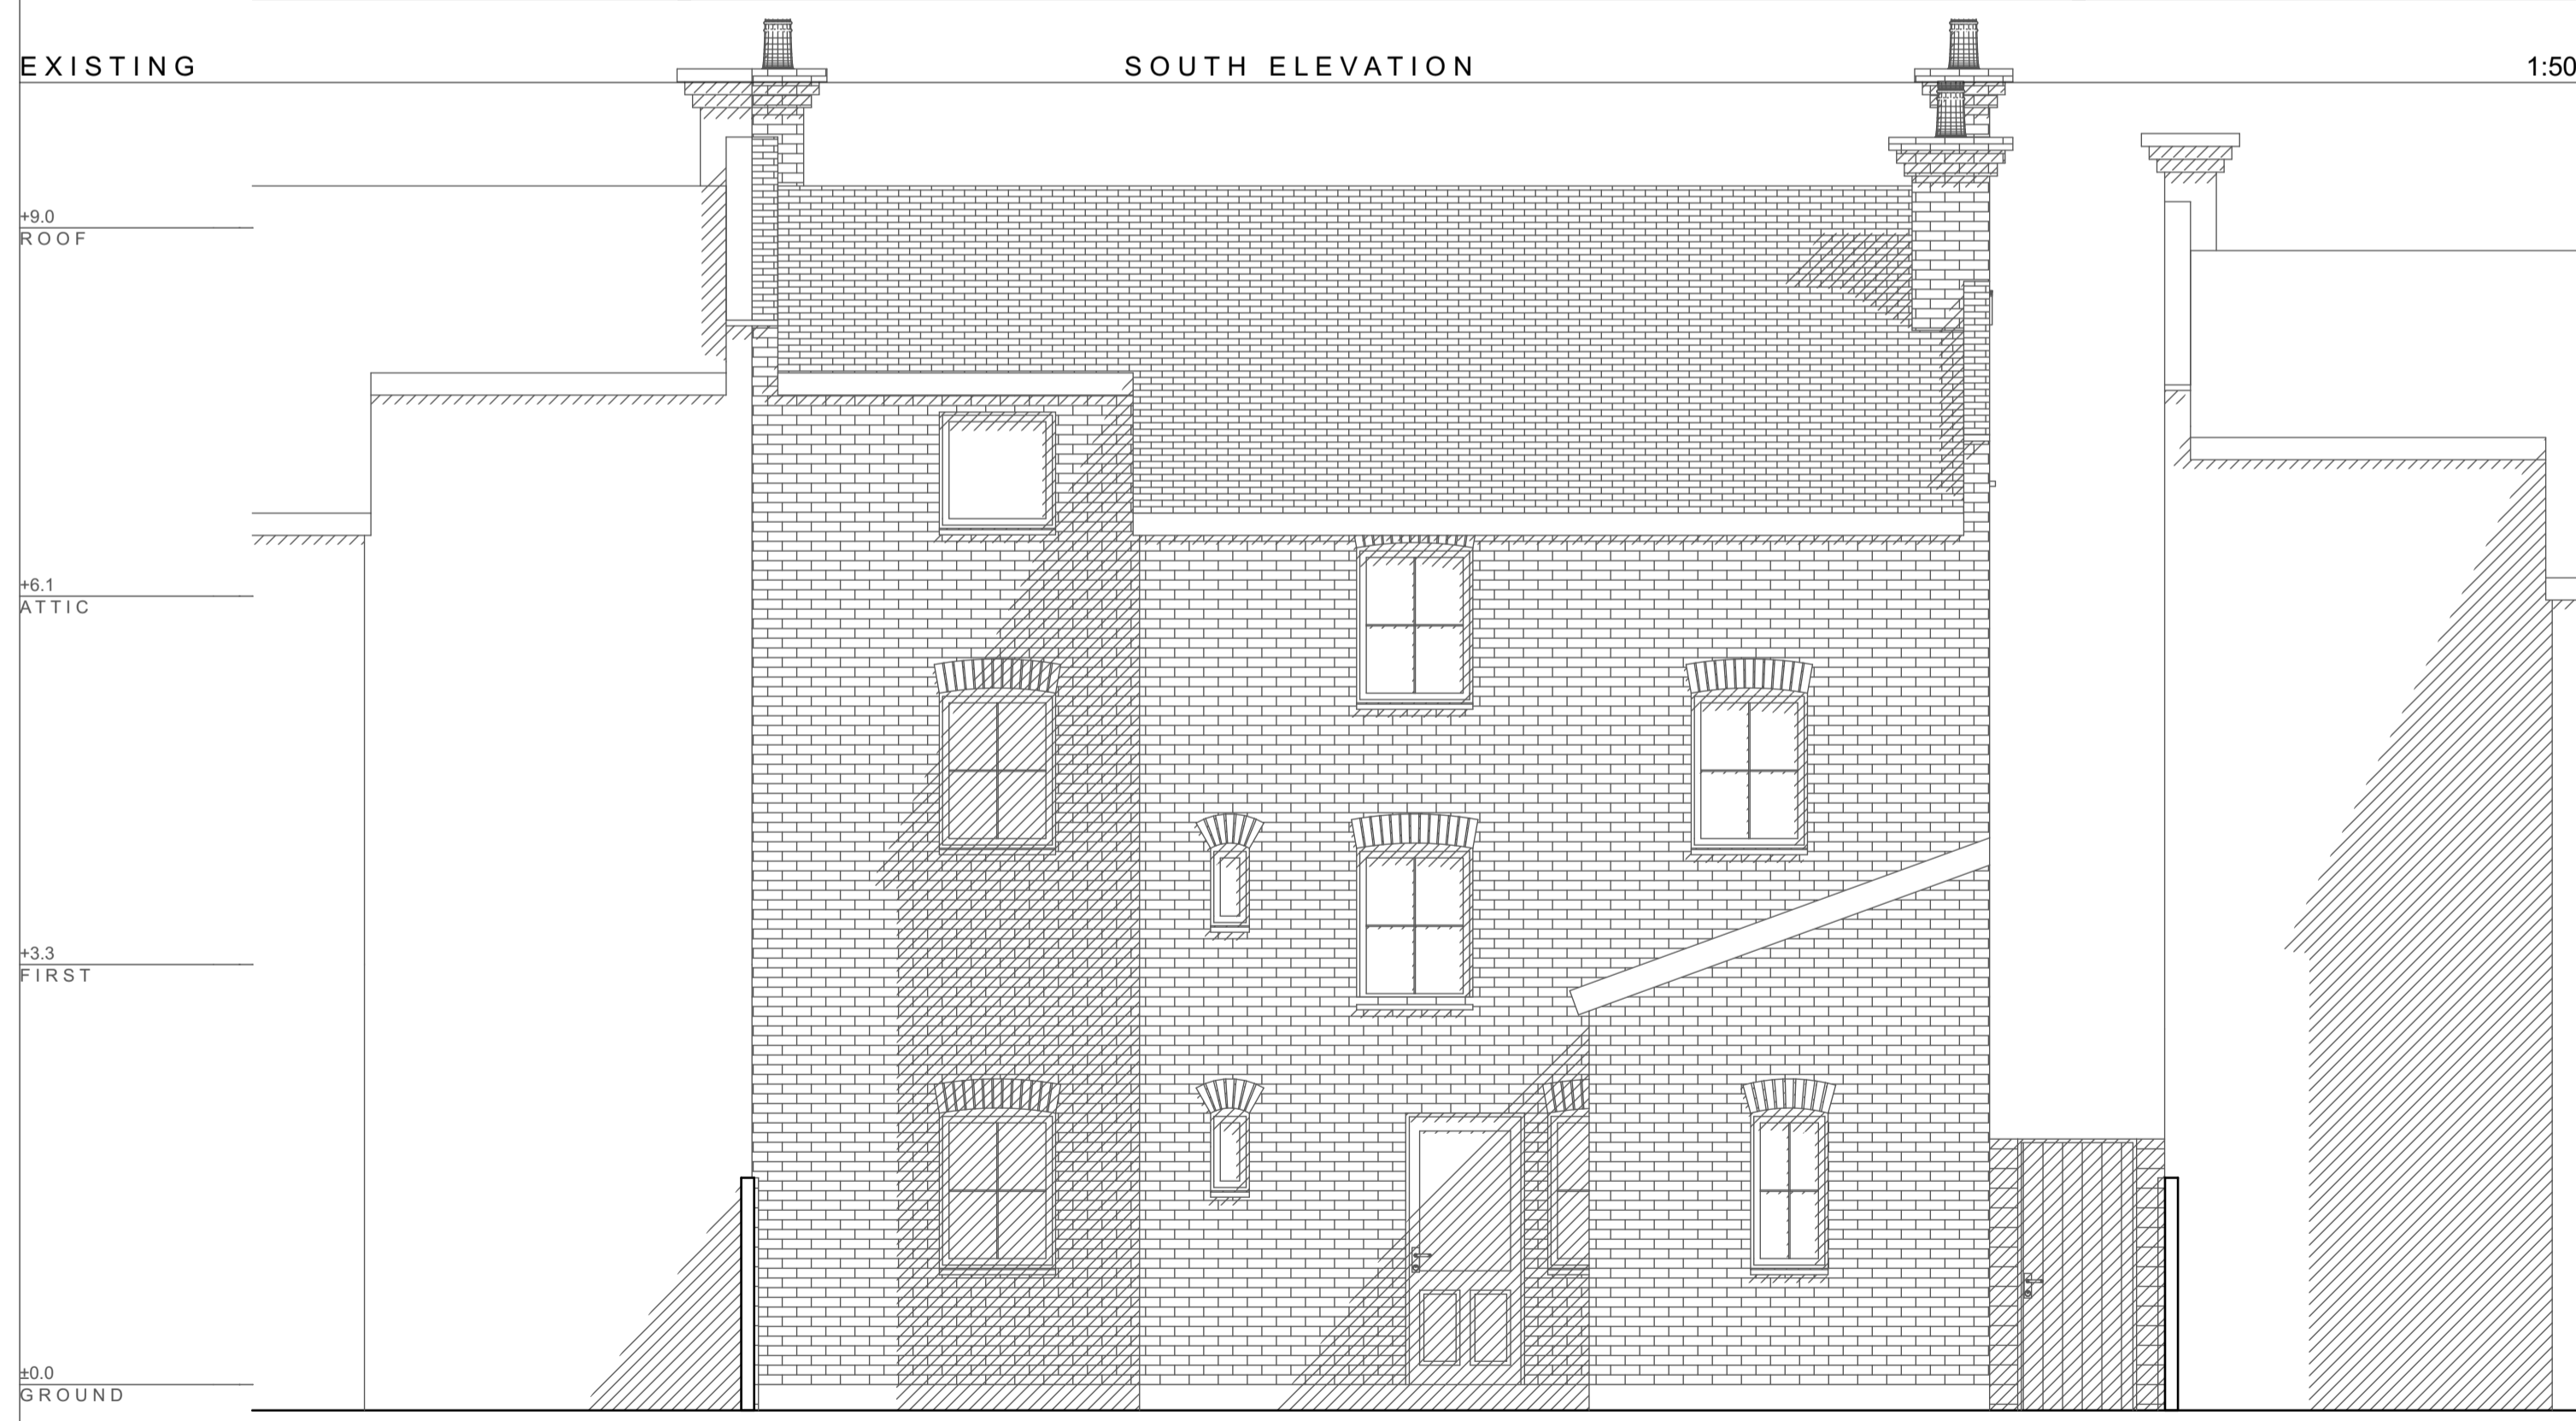 EXISTING
SOUTH ELEVATION
1:50
+9.0
ROOF
+6.1
ATTIC
+3.3
FIRST
±0.0
GROUND